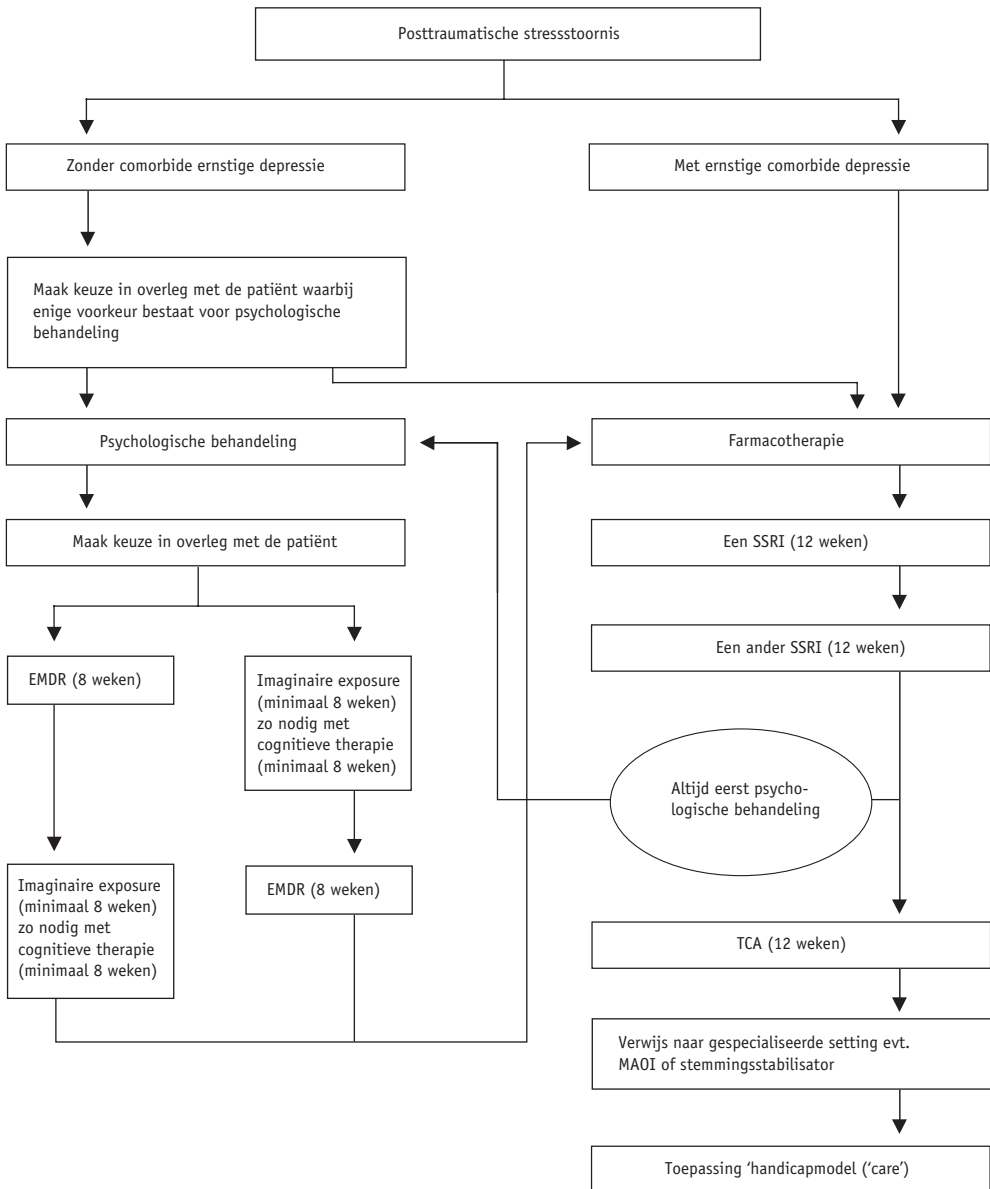 Posttraumatische stressstoornis
Zonder comorbide ernstige depressie
Met ernstige comorbide depressie
Maak keuze in overleg met de patiënt waarbij
enige voorkeur bestaat voor psychologische
behandeling
Psychologische behandeling
Farmacotherapie
Maak keuze in overleg met de patiënt
Een SSRI (12 weken)
Een ander SSRI (12 weken)
EMDR (8 weken)
Imaginaire exposure
(minimaal 8 weken)
zo nodig met
cognitieve therapie
(minimaal 8 weken)
Altijd eerst psycho-
logische behandeling
Imaginaire exposure
(minimaal 8 weken)
zo nodig met
cognitieve therapie
(minimaal 8 weken)
EMDR (8 weken)
TCA (12 weken)
Verwijs naar gespecialiseerde setting evt.
MAOI of stemmingsstabilisator
Toepassing ‘handicapmodel (‘care’)